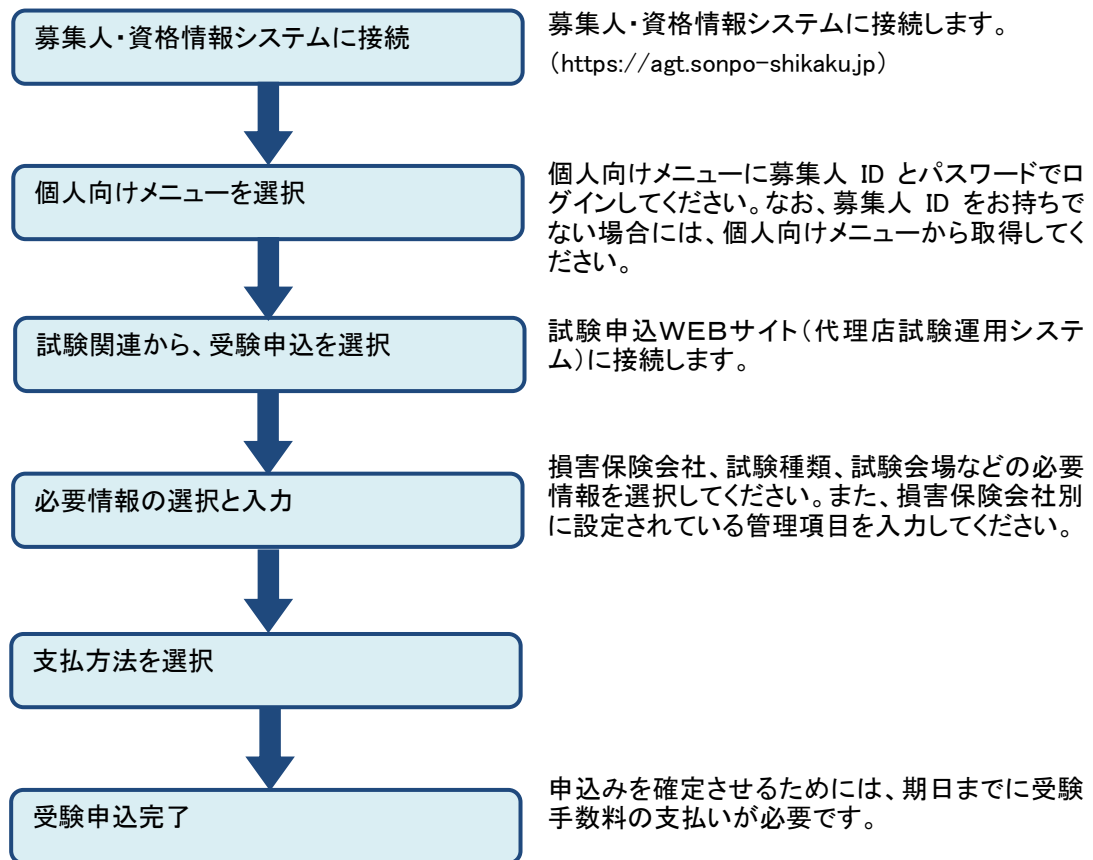 募集人・資格情報システムに接続
募集人・資格情報システムに接続します。
（https://agt.sonpo-shikaku.jp）
個人向けメニューを選択
個人向けメニューに募集人 ID とパスワードでロ
グインしてください。なお、募集人 ID をお持ちで
ない場合には、個人向けメニューから取得してく
ださい。
試験関連から、受験申込を選択
試験申込ＷＥＢサイト（代理店試験運用システ
ム）に接続します。
必要情報の選択と入力
損害保険会社、試験種類、試験会場などの必要
情報を選択してください。また、損害保険会社別
に設定されている管理項目を入力してください。
支払方法を選択
受験申込完了
申込みを確定させるためには、期日までに受験
手数料の支払いが必要です。